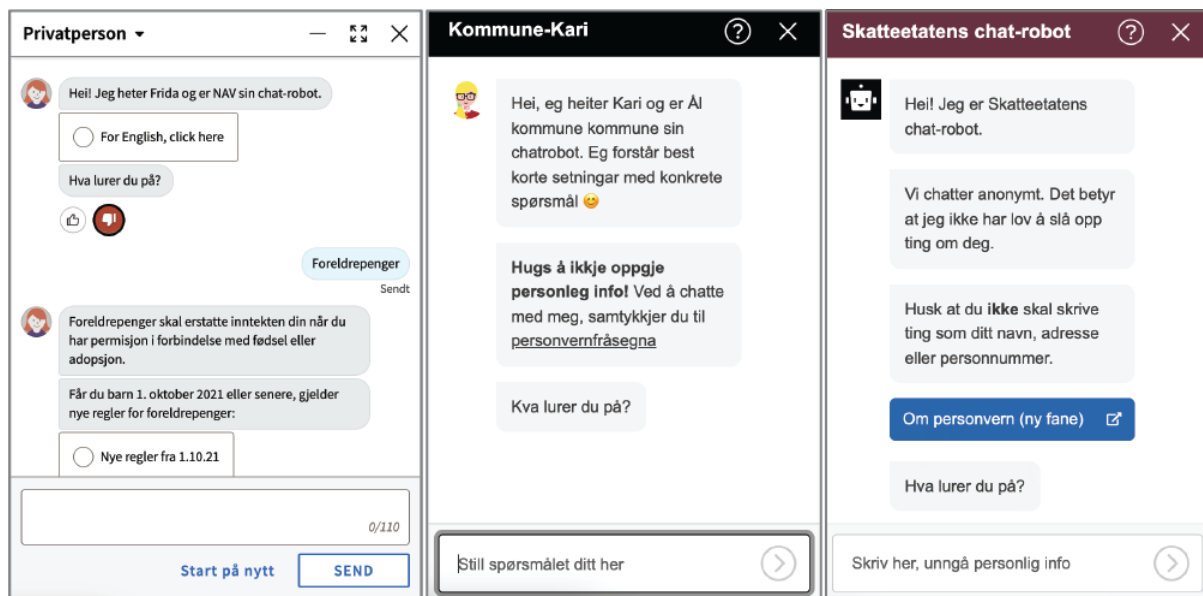 Privatperson
Hei! Jeg heter Frida og er NAV sin chat-robot.
For English, click here
Hva lurer du på?
Foreldrepenger
Sendt
Foreldrepenger skal erstatte inntekten din når du
har permisjon i forbindelse med fødsel eller
adopsjon.
Får du barn 1. oktober 2021 eller senere, gjelder
nye regler for foreldrepenger:
Nye regler fra 1.10.21
0/110
Start på nytt
SEND
Kommune-Kari
?
Hei, eg heiter Kari og er Ål
kommune kommune sin
chatrobot. Eg forstår best
korte setningar med konkrete
spørsmål 😊
Hugs å ikkje oppgje
personleg info! Ved å chatte
med meg, samtykkjer du til
personvernfråsegna
Kva lurer du på?
Still spørsmålet ditt her
Skatteetatens chat-robot
?
Hei! Jeg er Skatteetatens
chat-robot.
Vi chatter anonymt. Det betyr
at jeg ikke har lov å slå opp
ting om deg.
Husk at du ikke skal skrive
ting som ditt navn, adresse
eller personnummer.
Om personvern (ny fane)
Hva lurer du på?
Skriv her, unngå personlig info